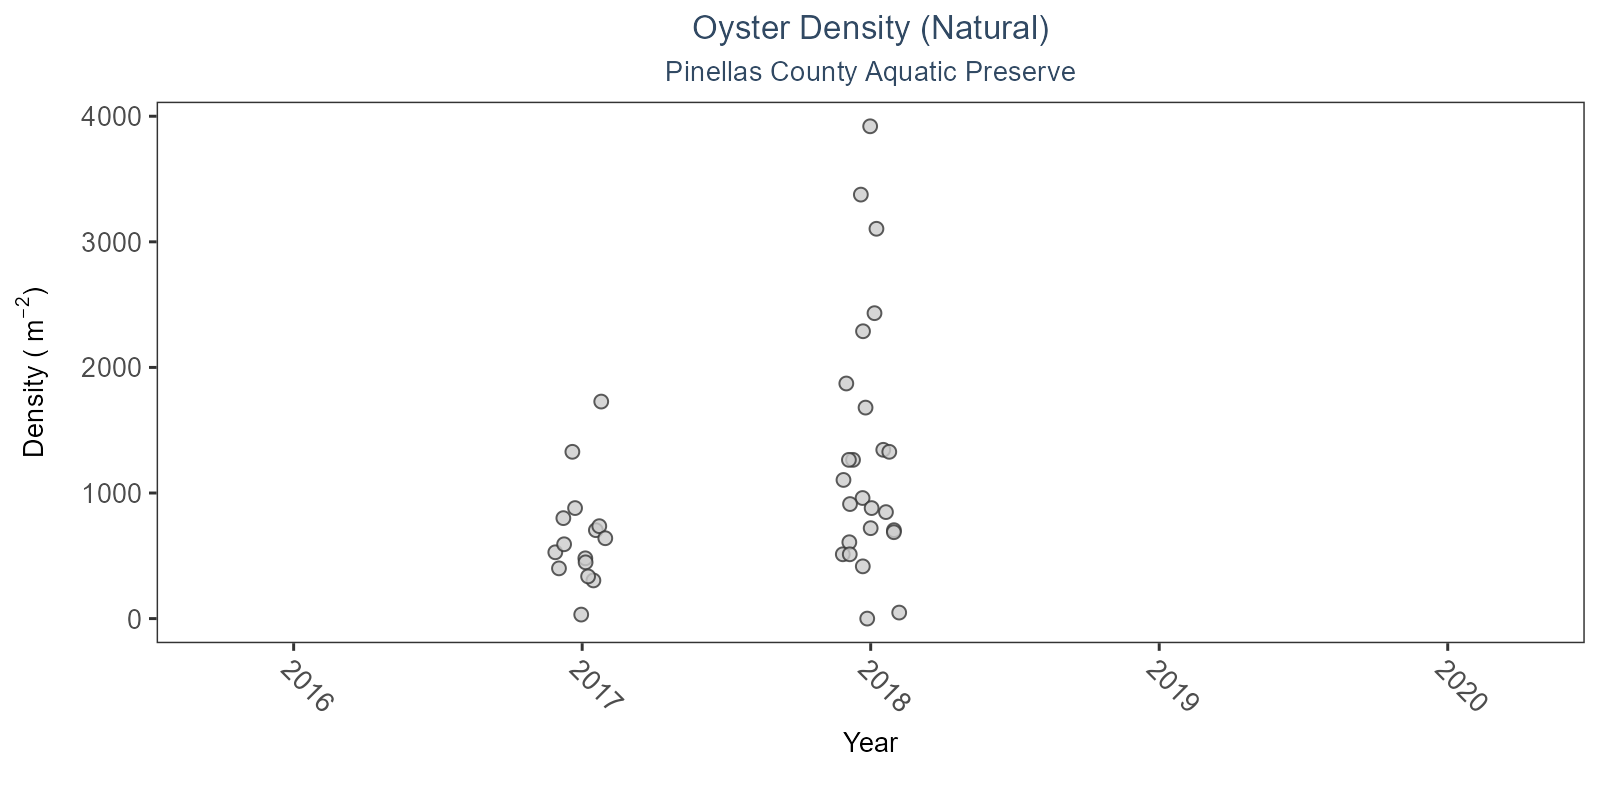 Oyster Density (Natural)
Pinellas County Aquatic Preserve
Density ( m⁻²)
4000
3000
2000
1000
0
2016
2017
2018
2019
2020
Year